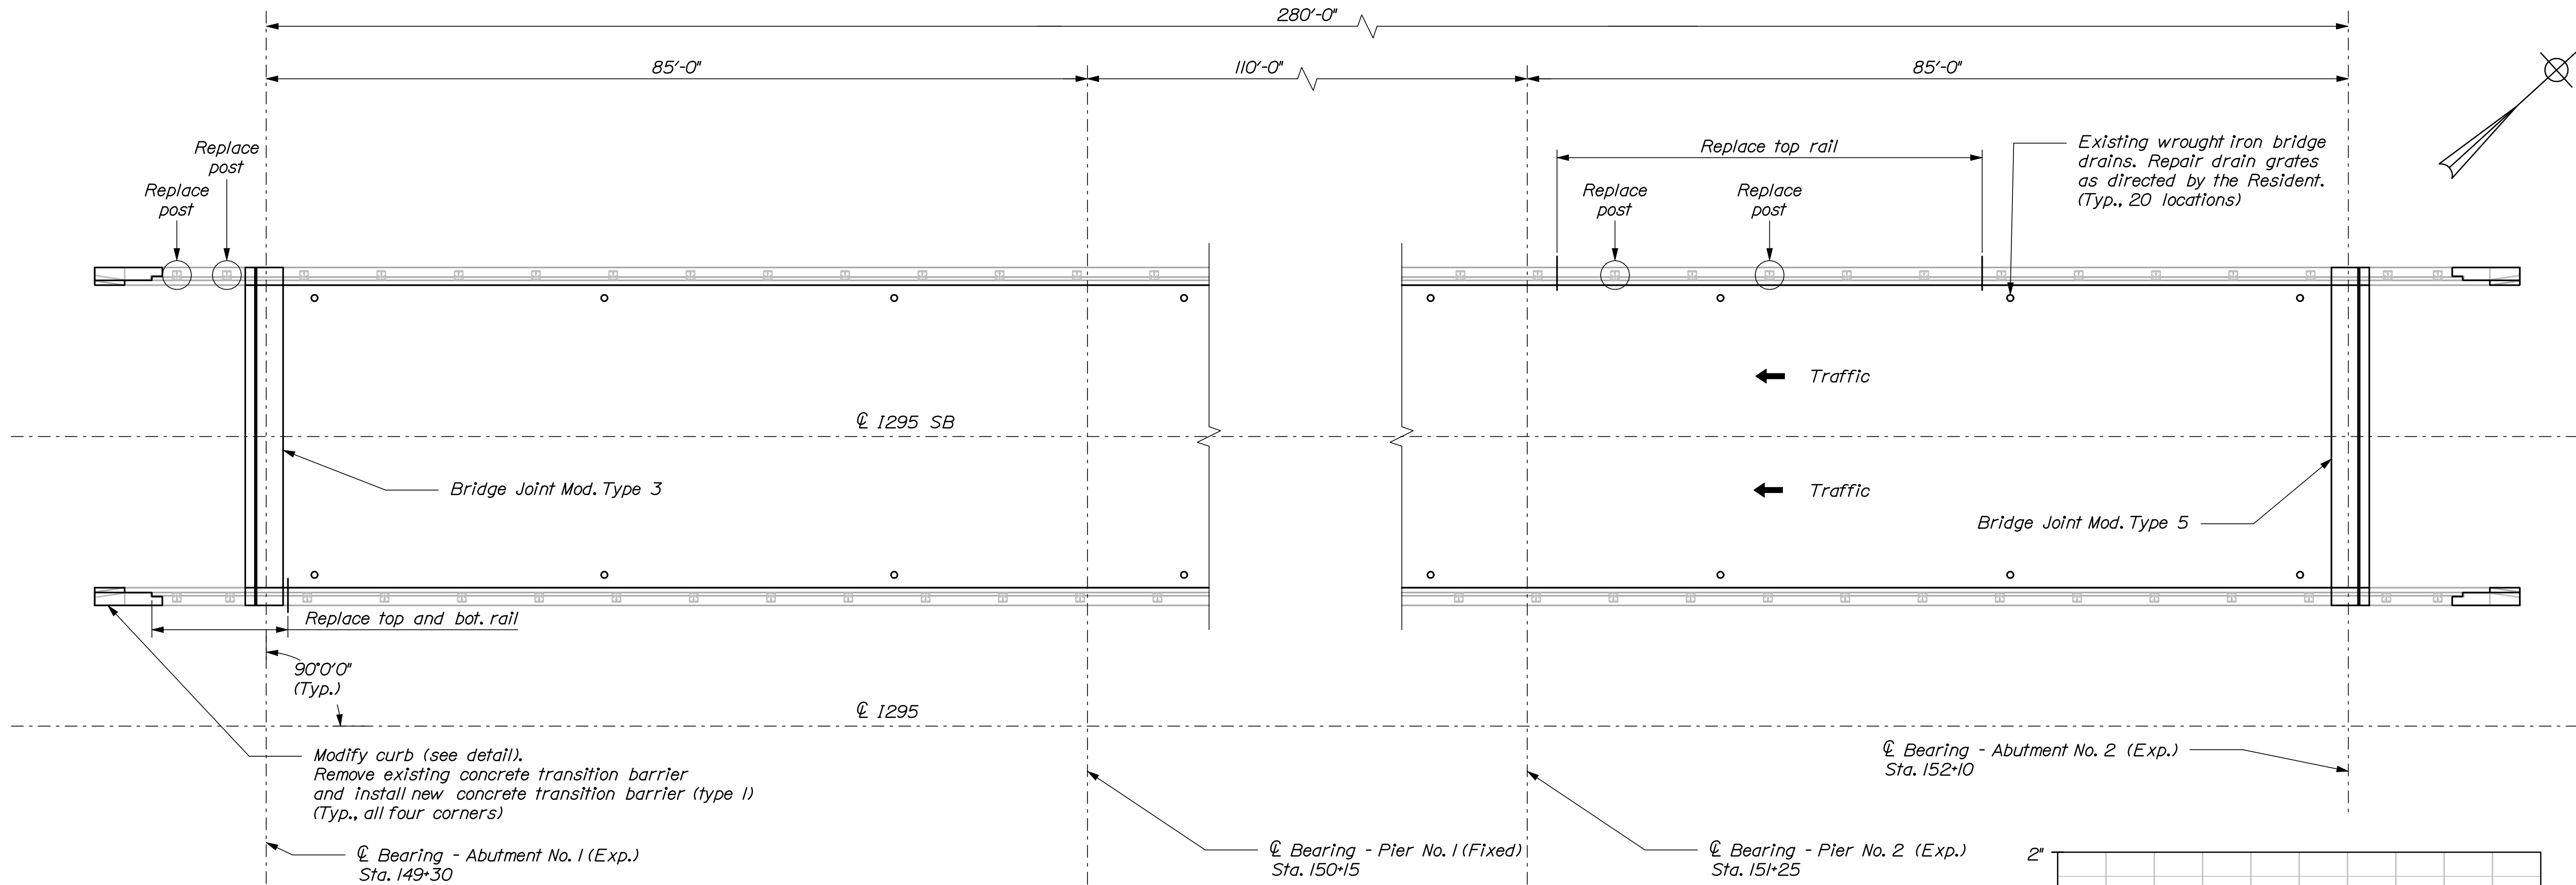 280'-0"
85'-0"
110'-0"
85'-0"
Replace
post
Replace
post
Replace top rail
Replace
post
Replace
post
Existing wrought iron bridge
drains. Repair drain grates
as directed by the Resident.
(Typ., 20 locations)
Traffic
℄ I295 SB
Bridge Joint Mod. Type 3
Traffic
Bridge Joint Mod. Type 5
Replace top and bot. rail
90°0'0"
(Typ.)
℄ I295
Modify curb (see detail).
Remove existing concrete transition barrier
and install new concrete transition barrier (type 1)
(Typ., all four corners)
℄ Bearing - Abutment No. 2 (Exp.)
Sta. 152+10
℄ Bearing - Abutment No. 1 (Exp.)
Sta. 149+30
℄ Bearing - Pier No. 1 (Fixed)
Sta. 150+15
℄ Bearing - Pier No. 2 (Exp.)
Sta. 151+25
2"